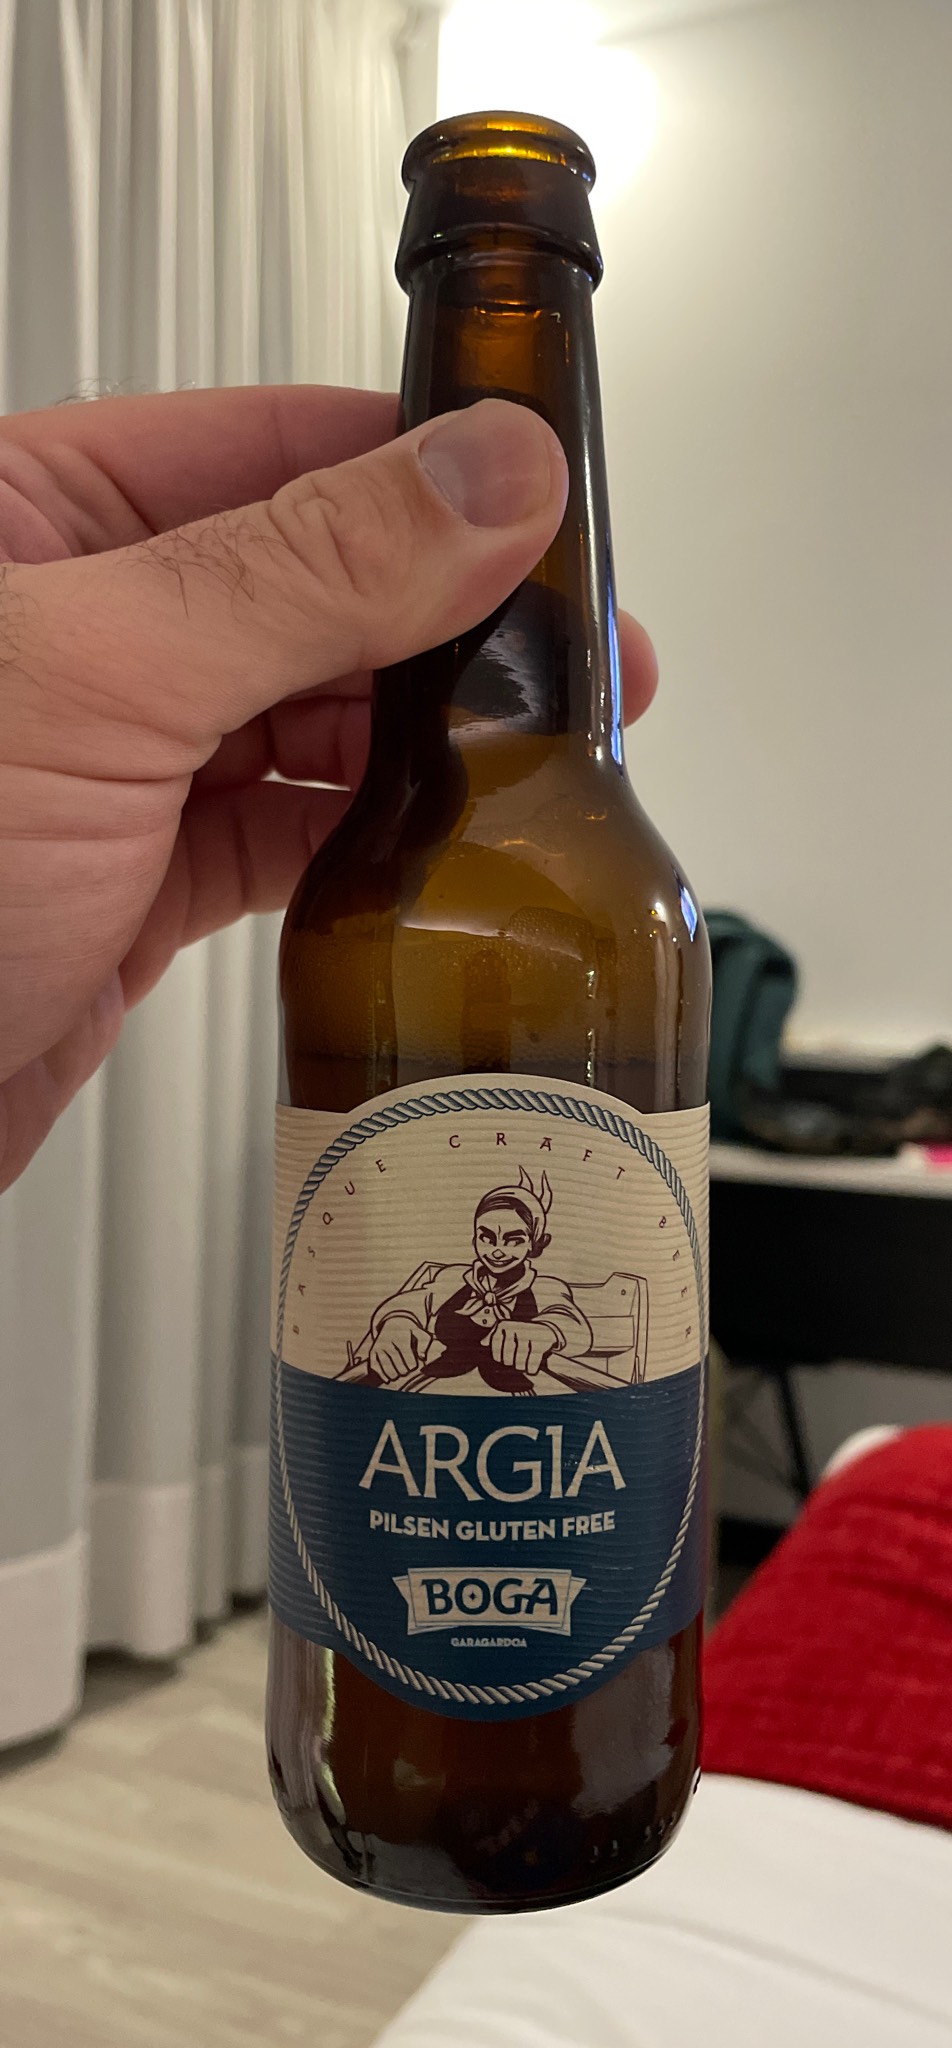 BASQUE CRAFT BEER
ARGIA
PILSEN GLUTEN FREE
BOGA
GARAGARDOA